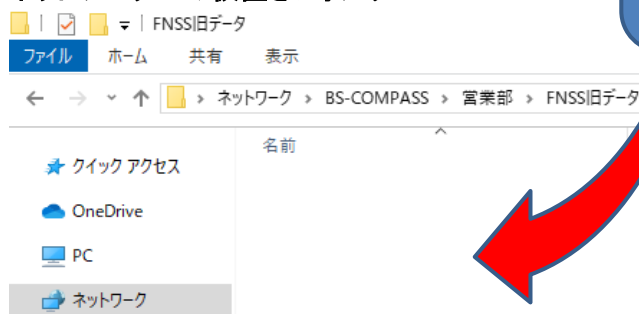 FNSS旧データ
ファイル ホーム 共有 表示
ネットワーク › BS-COMPASS › 営業部 › FNSS旧データ
名前
クイック アクセス
OneDrive
PC
ネットワーク